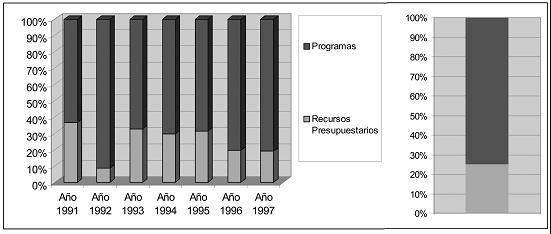 100%
90%
80%
70%
60%
50%
40%
30%
20%
10%
0%
Año
1991
Año
1992
Año
1993
Año
1994
Año
1995
Año
1996
Año
1997
Programas
Recursos
Presupuestarios
100%
90%
80%
70%
60%
50%
40%
30%
20%
10%
0%